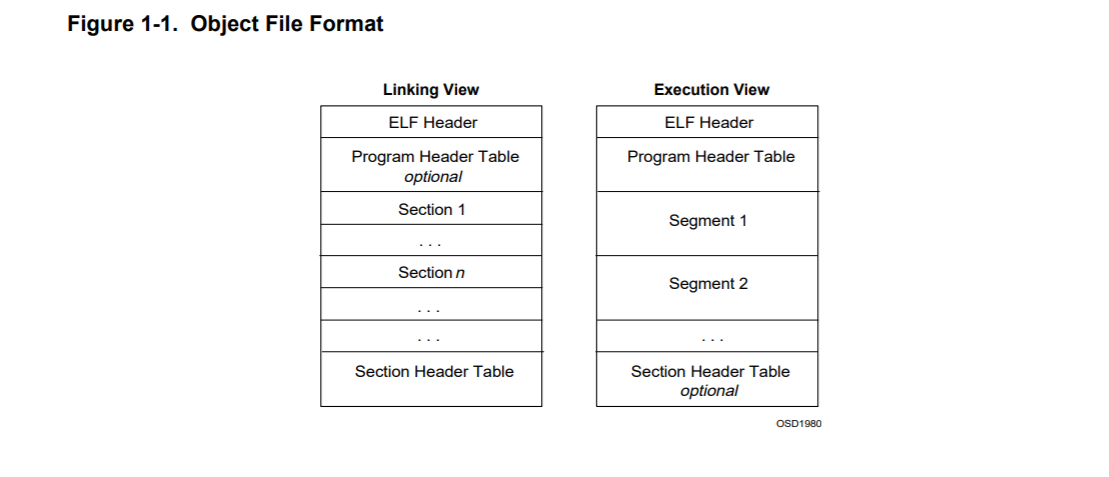 Figure 1-1. Object File Format
Linking View
ELF Header
Program Header Table
optional
Section 1
. . .
Section n
. . .
. . .
Section Header Table
Execution View
ELF Header
Program Header Table
Segment 1
Segment 2
. . .
Section Header Table
optional
OSD1980